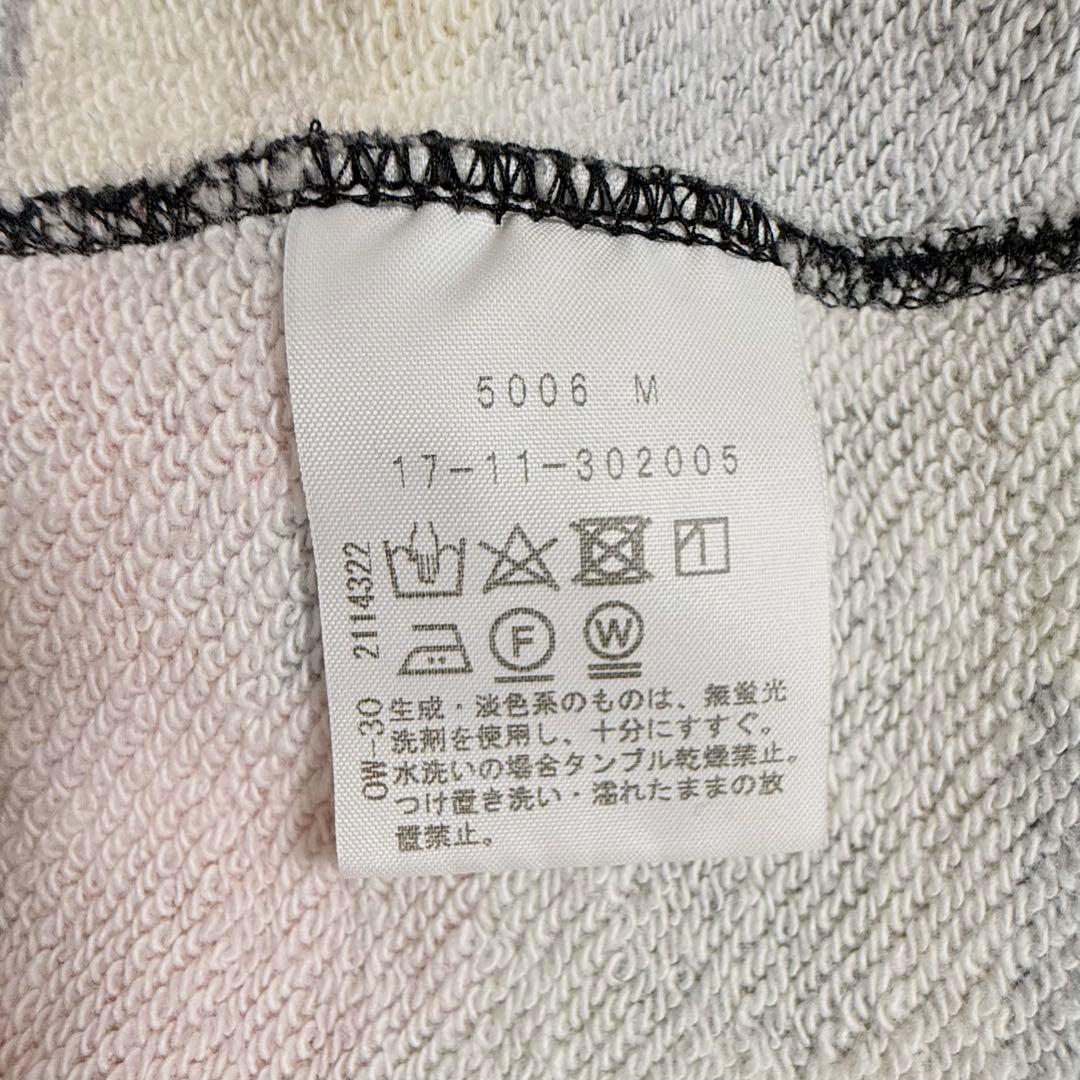 5006 M
17-11-302005
2114322
F W
OW-30
生成・淡色系のものは、無蛍光
洗剤を使用し、十分にすすぐ。
水洗いの場合タンブル乾燥禁止。
つけ置き洗い・濡れたままの放
置禁止。